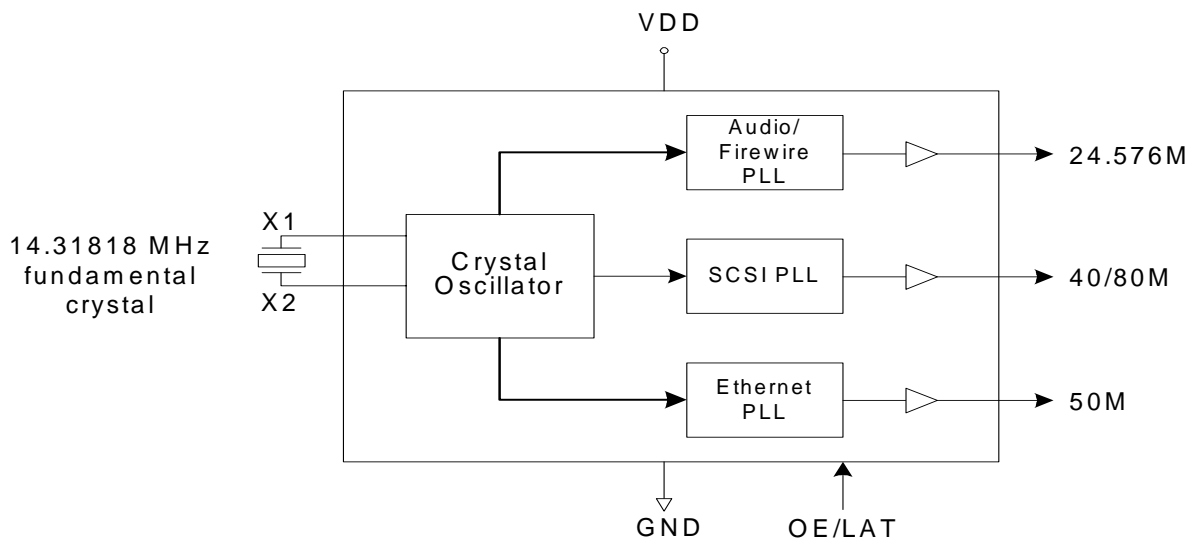 VDD
Audio/
Firewire
PLL
24.576M
X1
14.31818 MHz
fundamental
crystal
X2
Crystal
Oscillator
SCSI PLL
40/80M
Ethernet
PLL
50M
GND
OE/LAT